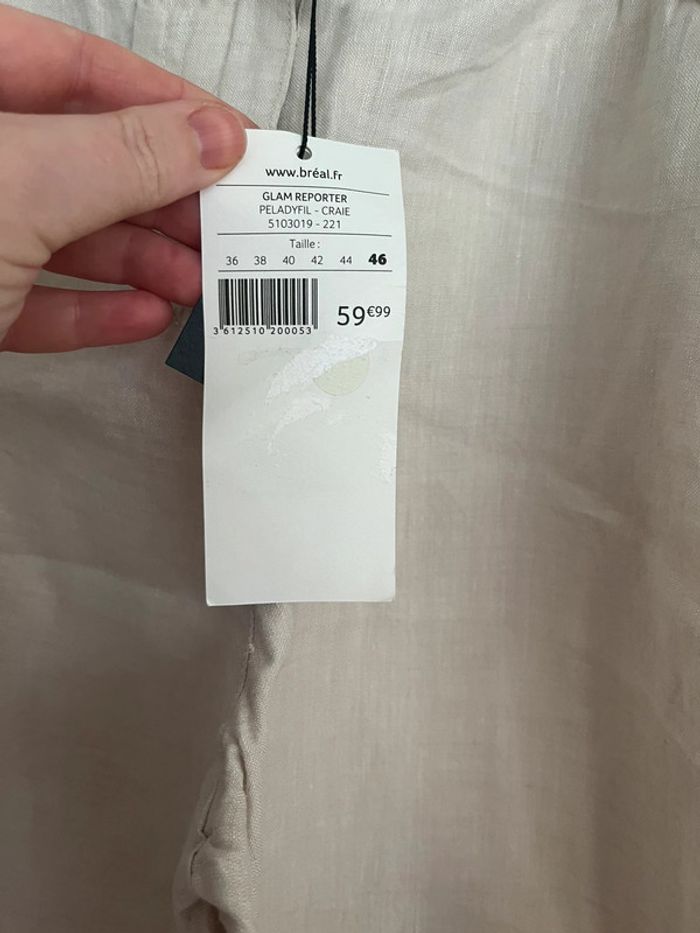 www.bréal.fr
GLAM REPORTER
PELADYFIL - CRAIE
5103019 - 221
Taille :
36 38 40 42 44 46
59€99
3 612510 200053